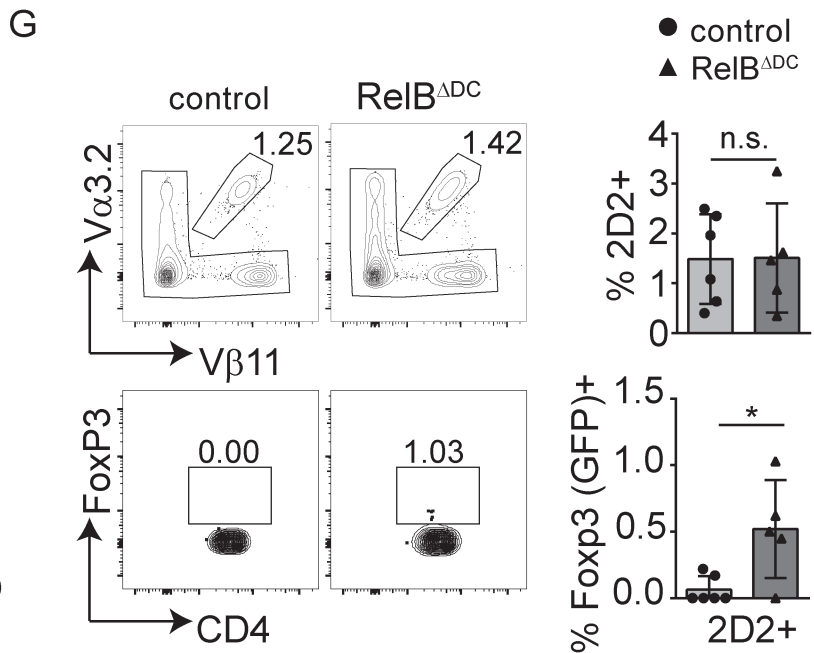 G
control
RelBΔDC
control
RelBΔDC
1.25
1.42
Vα3.2
Vβ11
4
3
2
1
0
% 2D2+
n.s.
0.00
1.03
FoxP3
CD4
1.5
1.0
0.5
0.0
% Foxp3 (GFP)+
*
2D2+